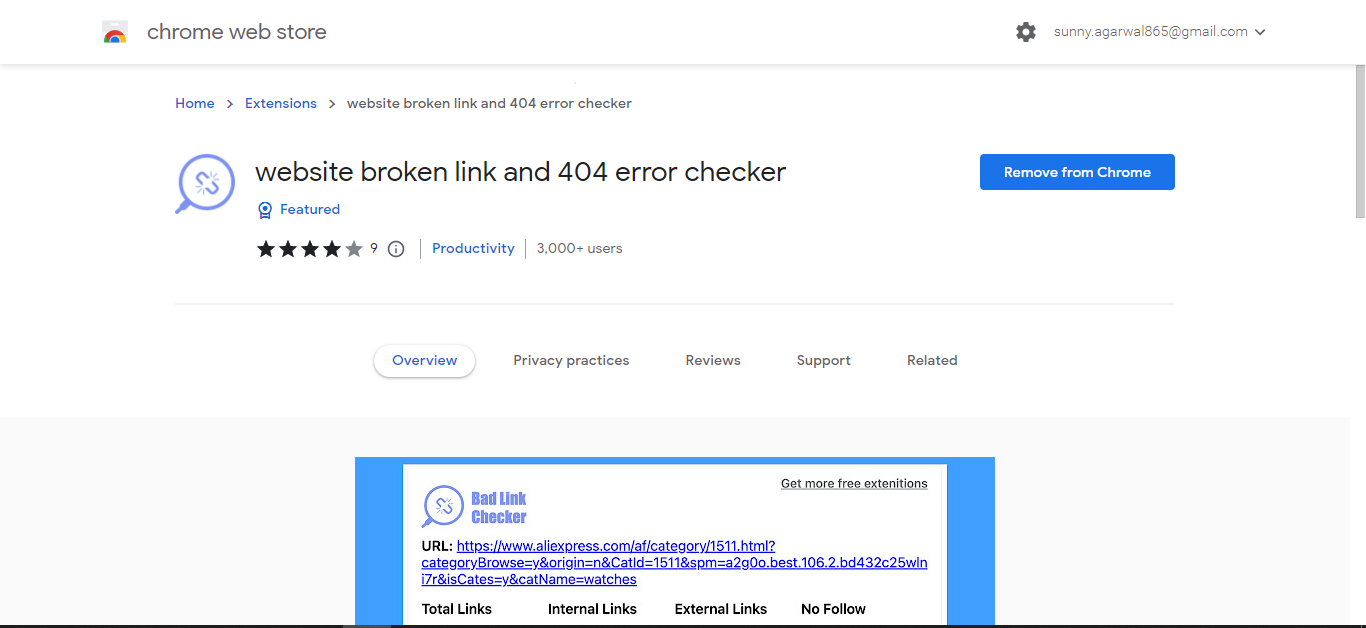 chrome web store
sunny.agarwal865@gmail.com
Home > Extensions > website broken link and 404 error checker
website broken link and 404 error checker
Remove from Chrome
Featured
9
Productivity
3,000+ users
Overview
Privacy practices
Reviews
Support
Related
Get more free extenitions
Bad Link
Checker
URL: https://www.aliexpress.com/af/category/1511.html?
categoryBrowse=y&origin=n&CatId=1511&spm=a2g0o.best.106.2.bd432c25wln
i7r&isCates=y&catName=watches
Total Links Internal Links External Links No Follow